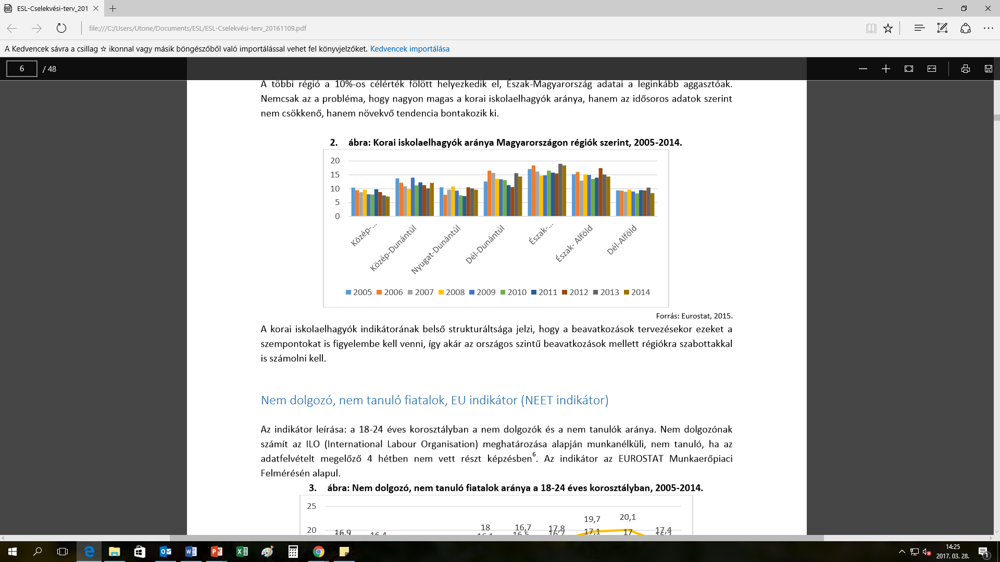 ESL-Cselekvési-terv_201
file:///C:/Users/Utone/Documents/ESL/ESL-Cselekvési-terv_20161109.pdf
A Kedvencek sávra a csillag ☆ ikonnal vagy másik böngészőből való importálással vehet fel könyvjelzőket. Kedvencek importálása
6 / 48
A többi régió a 10%-os célérték fölött helyezkedik el, Észak-Magyarország adatai a leginkább aggasztóak.
Nemcsak az a probléma, hogy nagyon magas a korai iskolaelhagyók aránya, hanem az idősoros adatok szerint
nem csökkenő, hanem növekvő tendencia bontakozik ki.
2. ábra: Korai iskolaelhagyók aránya Magyarországon régiók szerint, 2005-2014.
20
15
10
5
0
Közép-...
Közép-Dunántúl
Nyugat-Dunántúl
Dél-Dunántúl
Észak-...
Észak- Alföld
Dél-Alföld
2005 2006 2007 2008 2009 2010 2011 2012 2013 2014
Forrás: Eurostat, 2015.
A korai iskolaelhagyók indikátorának belső strukturáltsága jelzi, hogy a beavatkozások tervezésekor ezeket a
szempontokat is figyelembe kell venni, így akár az országos szintű beavatkozások mellett régiókra szabottakkal
is számolni kell.
Nem dolgozó, nem tanuló fiatalok, EU indikátor (NEET indikátor)
Az indikátor leírása: a 18-24 éves korosztályban a nem dolgozók és a nem tanulók aránya. Nem dolgozónak
számít az ILO (International Labour Organisation) meghatározása alapján munkanélküli, nem tanuló, ha az
adatfelvételt megelőző 4 hétben nem vett részt képzésben6. Az indikátor az EUROSTAT Munkaerőpiaci
Felmérésén alapul.
3. ábra: Nem dolgozó, nem tanuló fiatalok aránya a 18-24 éves korosztályban, 2005-2014.
25
19,7 20,1
18 16,7 17,8
20 16,9 16,4 16,1 16,5 16,7 17,1 17 17,4
14:25
2017. 03. 28.
1